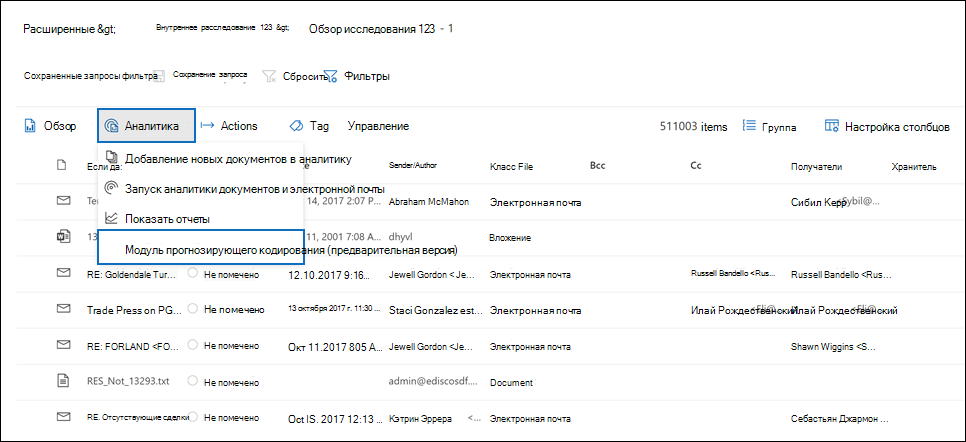 Расширенные &gt; Внутреннее расследование 123 &gt; Обзор исследования 123 - 1
Сохраненные запросы фильтра Сохранение запроса Сбросить Фильтры
Обзор Аналитика Actions Tag Управление 511003 items Группа Настройка столбцов
Если да: Sender/Author Класс File Bcc Cc Получатели Хранитель
Добавление новых документов в аналитику
Запуск аналитики документов и электронной почты
14, 2017 2:07 P... Abraham McMahon Электронная почта Сибил Керр <Sybil@...
Показать отчеты
13 11, 2001 7:08 A... dhyvl Вложение
Модуль прогнозирующего кодирования (предварительная версия)
RE: Goldendale Tur... Не помечено 12.10.2017 9:16... Jewell Gordon <Je... Электронная почта Russell Bandello <Rus... Russell Bandello <Rus...
Trade Press on PG... Не помечено 13 октября 2017 г. 11:30 ... Staci Gonzalez est... Электронная почта Илай Рождественский <Eli@... Илай Рождественский <Eli@...
RE: FORLAND <FO... Не помечено Окт 11.2017 805 A... Jewell Gordon <Je... Электронная почта Shawn Wiggins <S...
RES_Not_13293.txt Не помечено admin@ediscosdf... Document
RE. Отсутствующие сделки Не помечено Oct IS. 2017 12:13 ... Кэтрин Эррера <... Электронная почта Себастьян Джармон ...